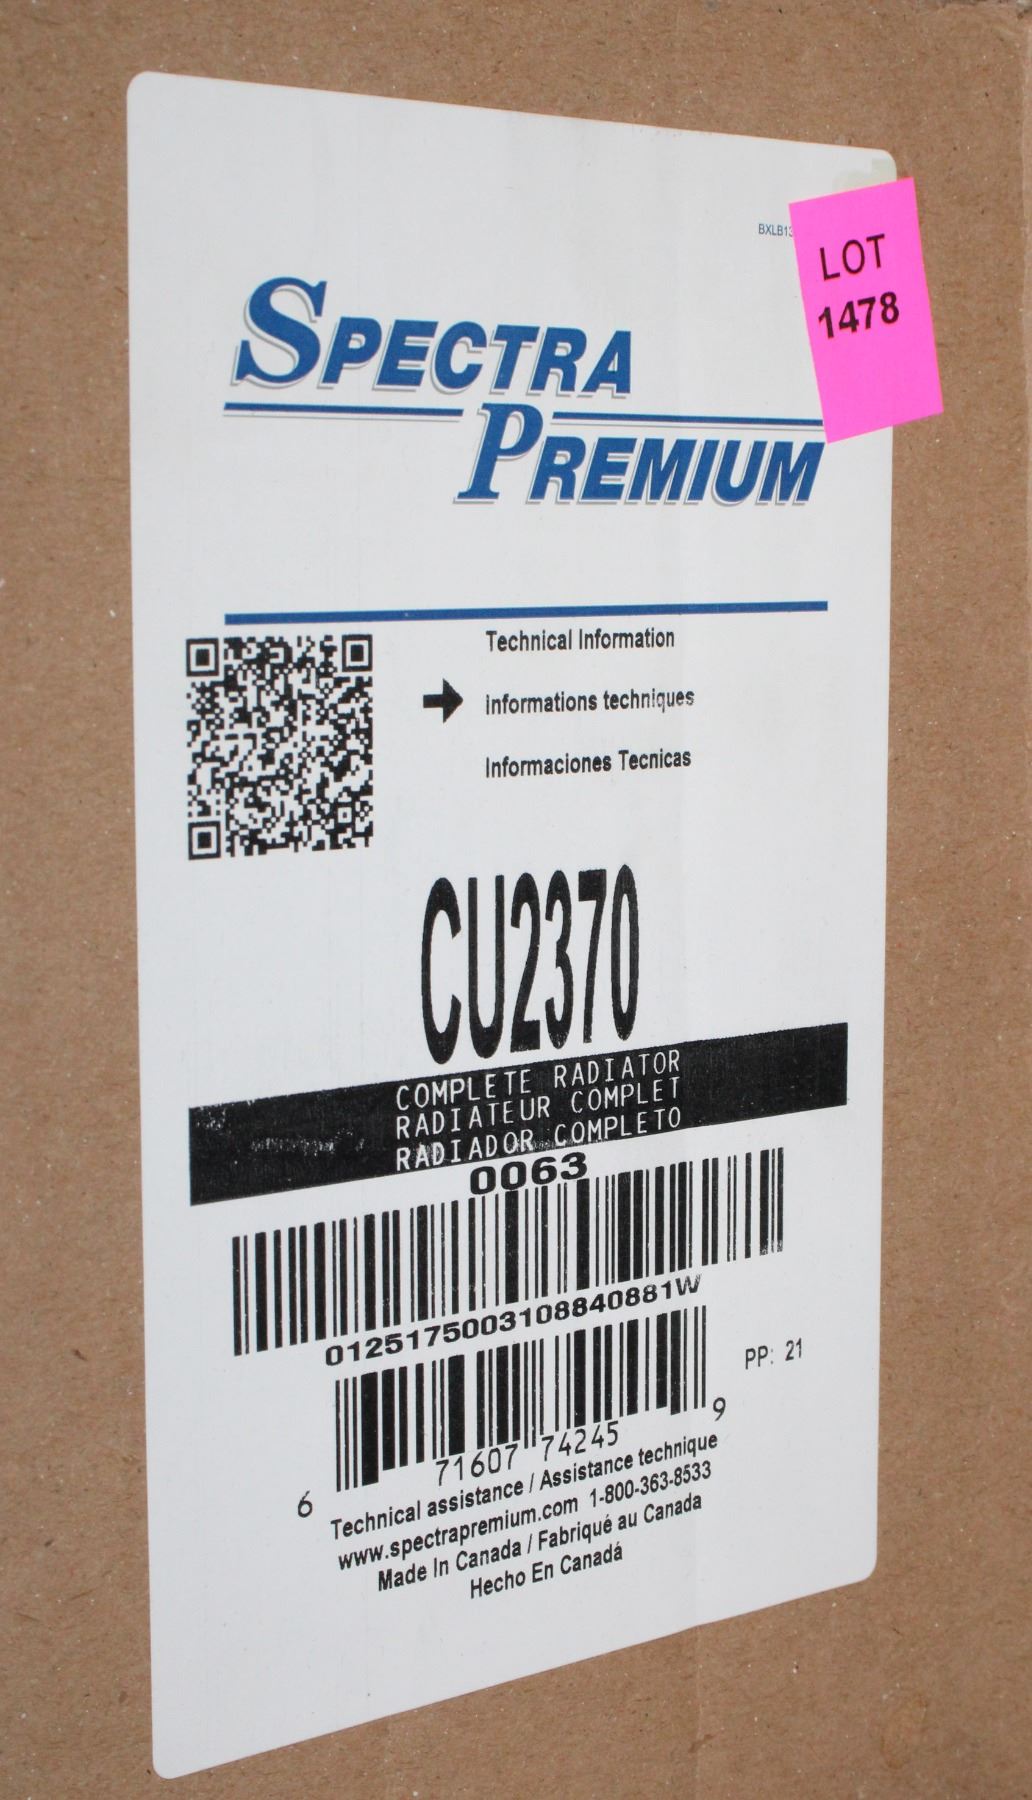 LOT
1478
SPECTRA
PREMIUM
Technical Information
informations techniques
Informaciones Tecnicas
CU2370
COMPLETE RADIATOR
RADIATEUR COMPLET
RADIADOR COMPLETO
0063
0125175003108840881W
PP: 21
6 71607 74245 9
Technical assistance / Assistance technique
www.spectrapremium.com 1-800-363-8533
Made In Canada / Fabriqué au Canada
Hecho En Canadá